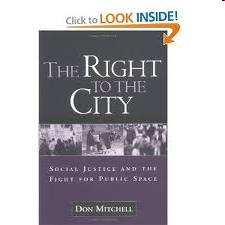 Click to LOOK INSIDE!
THE RIGHT
TO THE
CITY
SOCIAL JUSTICE AND THE
FIGHT FOR PUBLIC SPACE
DON MITCHELL